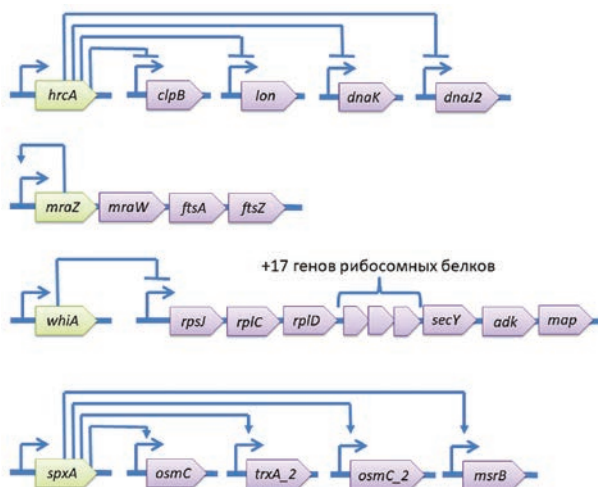 hrcA clpB lon dnaK dnaJ2
mraZ mraW ftsA ftsZ
+17 генов рибосомных белков
whiA rpsJ rplC rplD secY adk map
spxA osmC trxA_2 osmC_2 msrB